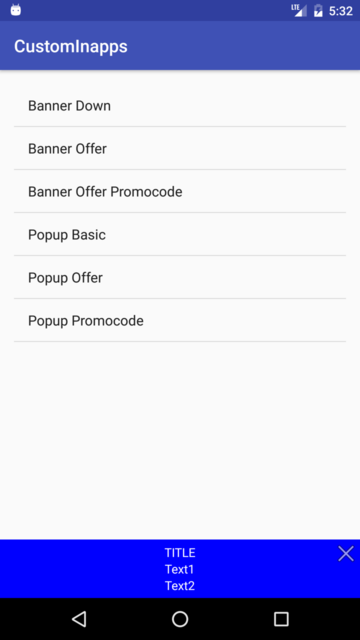 LTE 5:32
CustomInapps
Banner Down
Banner Offer
Banner Offer Promocode
Popup Basic
Popup Offer
Popup Promocode
TITLE
Text1
Text2